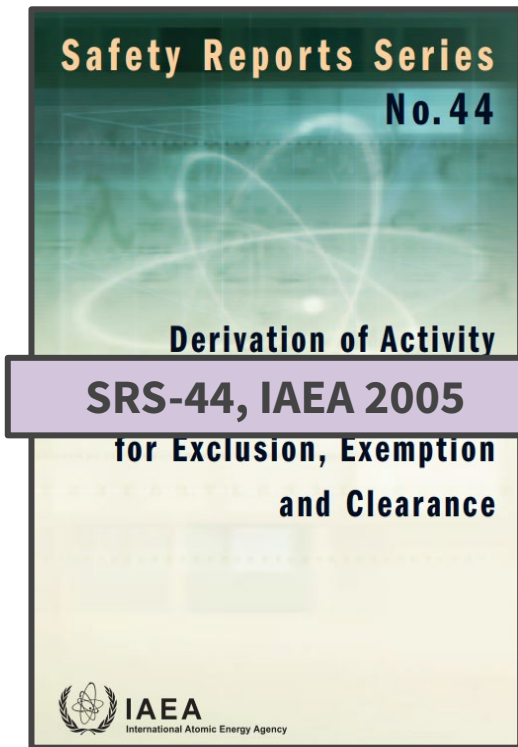 Safety Reports Series
No. 44
Derivation of Activity
SRS-44, IAEA 2005
for Exclusion, Exemption
and Clearance
IAEA
International Atomic Energy Agency